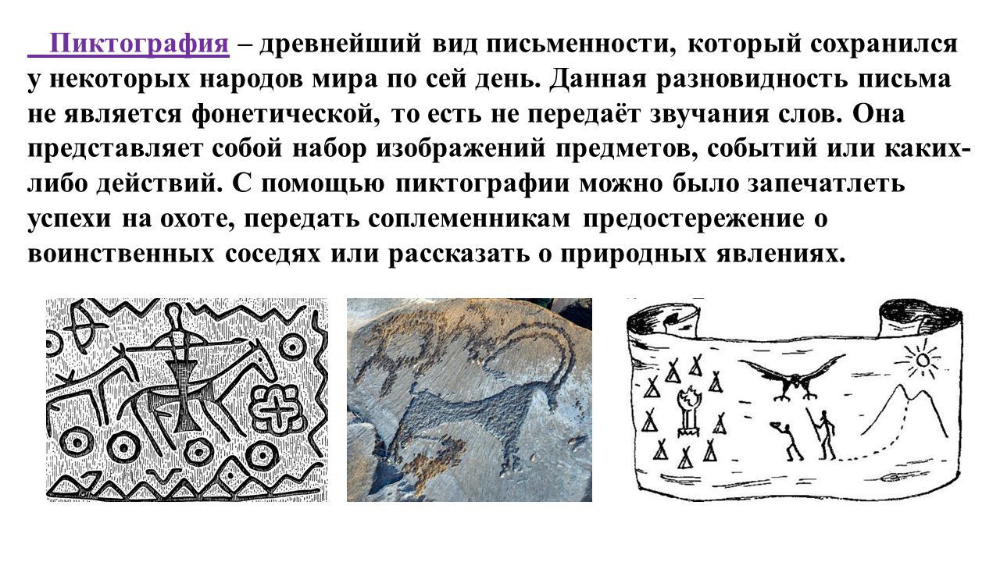 Пиктография – древнейший вид письменности, который сохранился
у некоторых народов мира по сей день. Данная разновидность письма
не является фонетической, то есть не передаёт звучания слов. Она
представляет собой набор изображений предметов, событий или каких-
либо действий. С помощью пиктографии можно было запечатлеть
успехи на охоте, передать соплеменникам предостережение о
воинственных соседях или рассказать о природных явлениях.